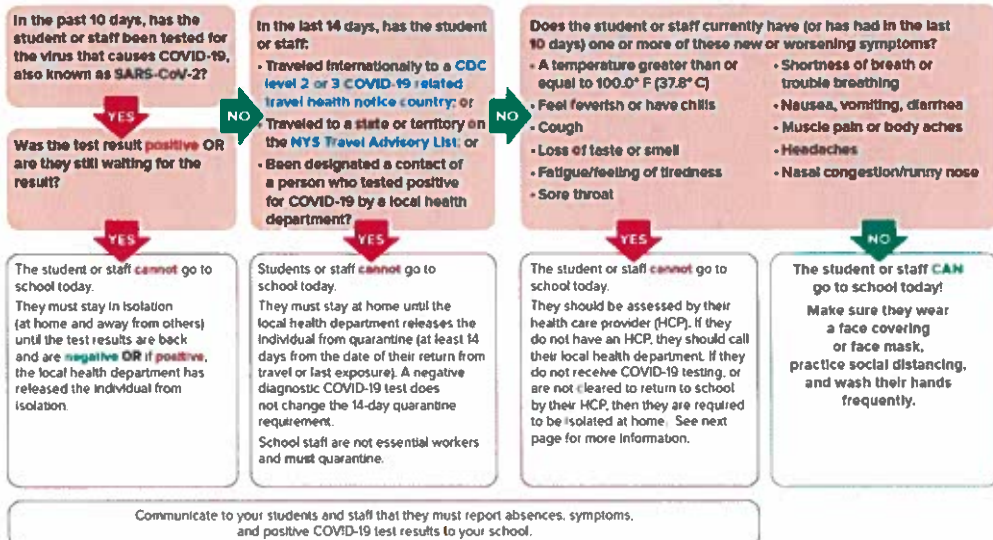 In the past 10 days, has the
student or staff been tested for
the virus that causes COVID-19,
also known as SARS-CoV-2?
YES
NO
Was the test result positive OR
are they still waiting for the
result?
YES
The student or staff cannot go to
school today.
They must stay in isolation
(at home and away from others)
until the test results are back
and are negative OR if positive,
the local health department has
released the individual from
isolation.
In the last 14 days, has the student
or staff:
• Traveled internationally to a CDC
level 2 or 3 COVID-19 related
travel health notice country; or
• Traveled to a state or territory on
the NYS Travel Advisory List; or
• Been designated a contact of
a person who tested positive
for COVID-19 by a local health
department?
NO
YES
Students or staff cannot go to
school today.
They must stay at home until the
local health department releases the
individual from quarantine (at least 14
days from the date of their return from
travel or last exposure). A negative
diagnostic COVID-19 test does
not change the 14-day quarantine
requirement.
School staff are not essential workers
and must quarantine.
Does the student or staff currently have (or has had in the last
10 days) one or more of these new or worsening symptoms?
• A temperature greater than or
equal to 100.0° F (37.8° C)
• Feel feverish or have chills
• Cough
• Loss of taste or smell
• Fatigue/feeling of tiredness
• Sore throat
• Shortness of breath or
trouble breathing
• Nausea, vomiting, diarrhea
• Muscle pain or body aches
• Headaches
• Nasal congestion/runny nose
YES
The student or staff cannot go to
school today.
They should be assessed by their
health care provider (HCP). If they
do not have an HCP, they should call
their local health department. If they
do not receive COVID-19 testing, or
are not cleared to return to school
by their HCP, then they are required
to be isolated at home. See next
page for more information.
NO
The student or staff CAN
go to school today!
Make sure they wear
a face covering
or face mask,
practice social distancing,
and wash their hands
frequently.
Communicate to your students and staff that they must report absences, symptoms,
and positive COVID-19 test results to your school.